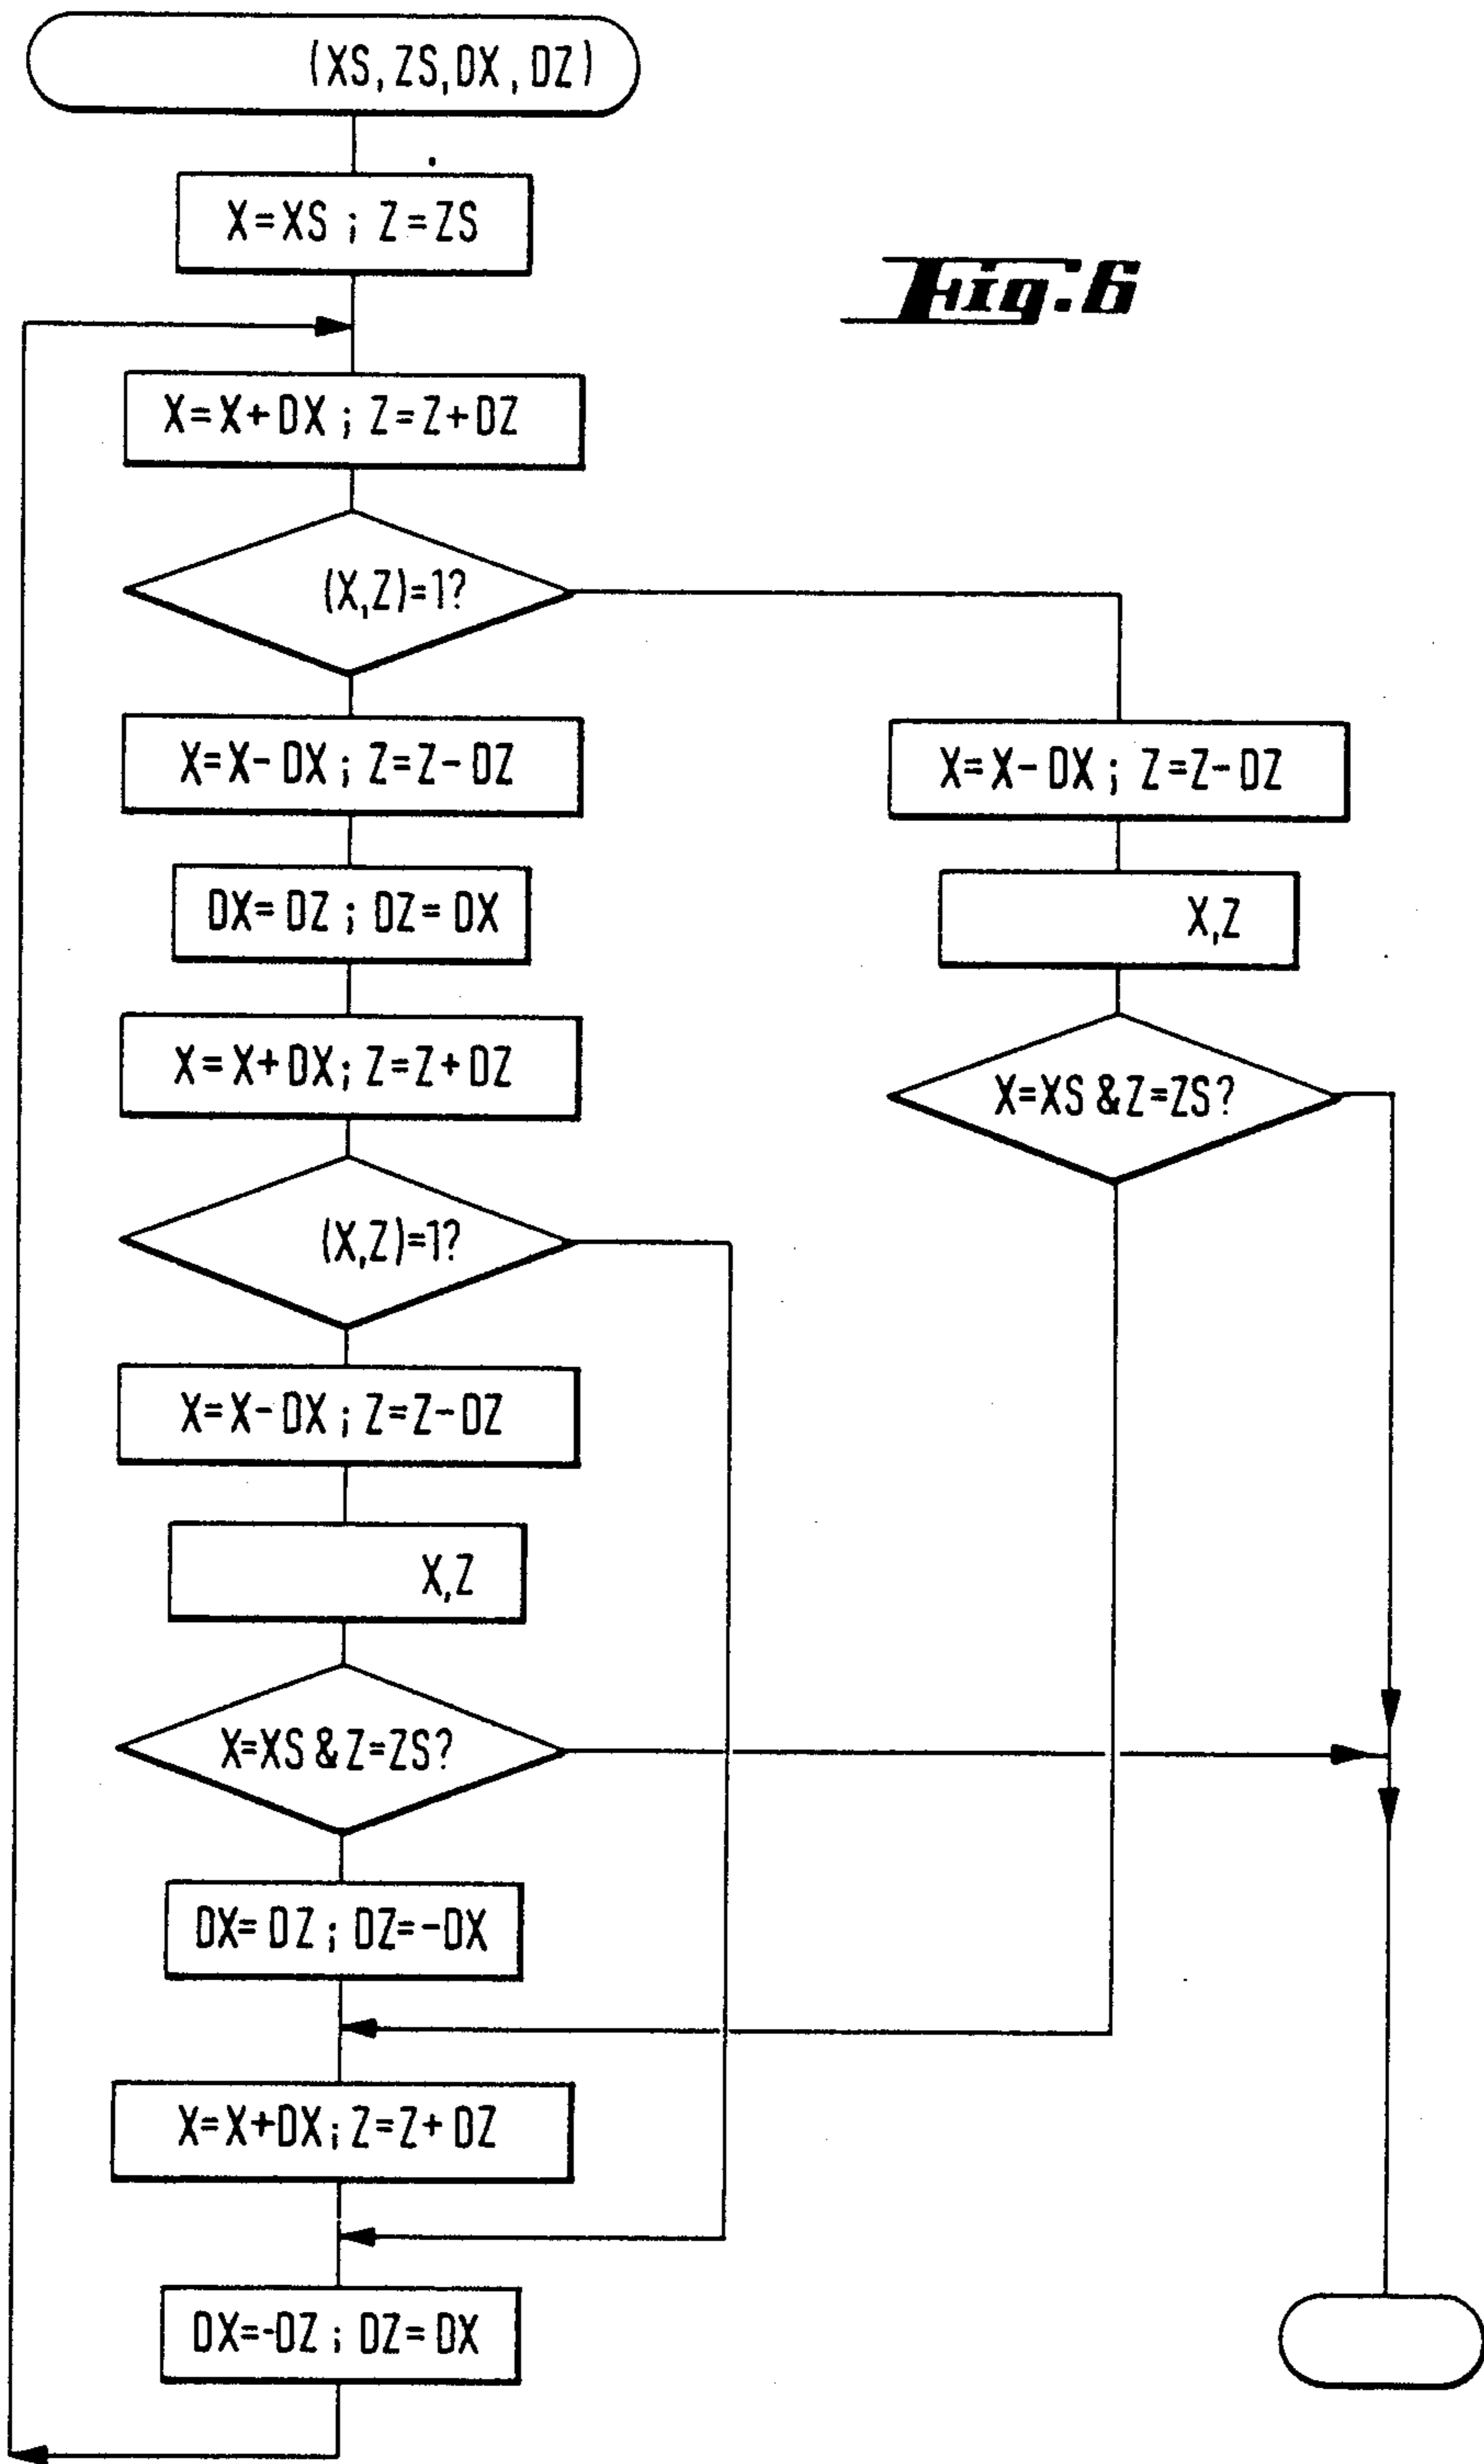 (XS, ZS, DX, DZ)
X=XS ; Z=ZS
Fig.6
X=X+DX ; Z=Z+DZ
(X,Z)=1?
X=X-DX ; Z=Z-DZ
X=X-DX ; Z=Z-DZ
DX=DZ ; DZ=DX
X,Z
X=X+DX ; Z=Z+DZ
X=XS & Z=ZS?
(X,Z)=1?
X=X-DX ; Z=Z-DZ
X,Z
X=XS & Z=ZS?
DX=DZ ; DZ=-DX
X=X+DX ; Z=Z+DZ
DX=-DZ ; DZ=DX